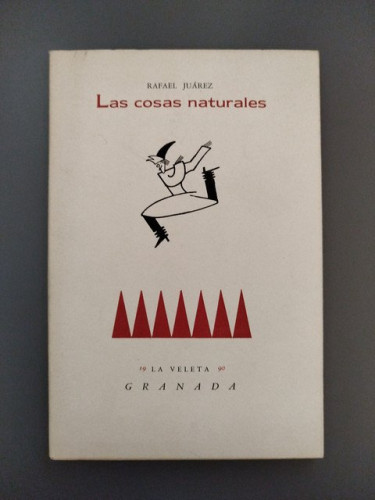 RAFAEL JUÁREZ
Las cosas naturales
19 LA VELETA 90
GRANADA